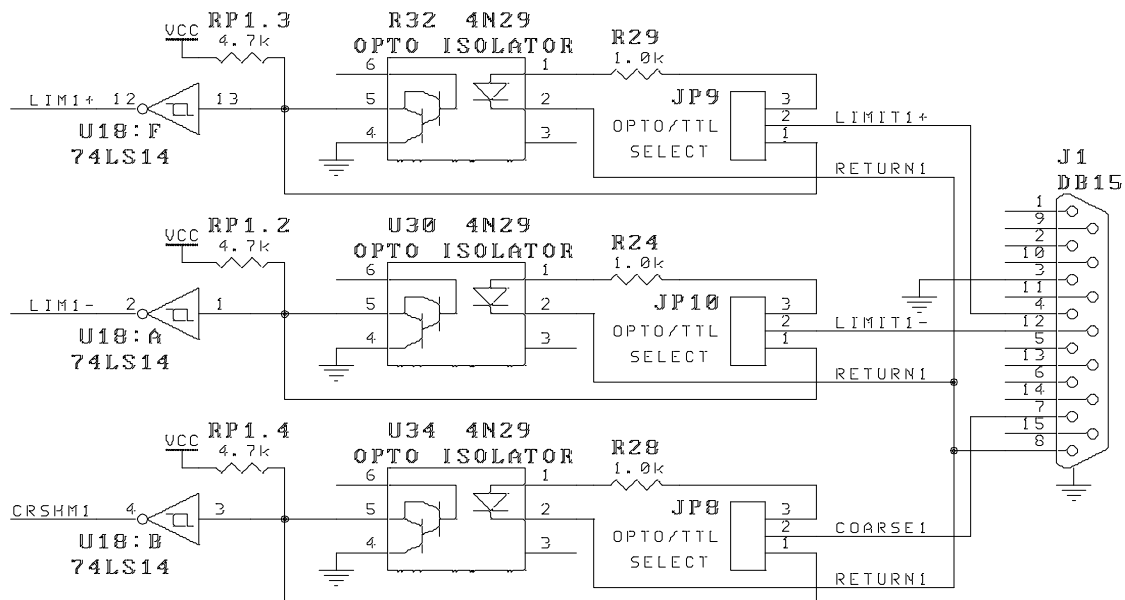 RP1.3
VCC
4.7k
R32 4N29
OPTO ISOLATOR
6
5
4
1
2
3
R29
1.0k
JP9
OPTO/TTL
SELECT
3
2
1
LIMIT1+
RETURN1
LIM1+
12
13
U18:F
74LS14
J1
DB15
1
9
2
10
3
11
4
12
5
13
6
14
7
15
8
RP1.2
VCC
4.7k
U30 4N29
OPTO ISOLATOR
6
5
4
1
2
3
R24
1.0k
JP10
OPTO/TTL
SELECT
3
2
1
LIMIT1-
RETURN1
LIM1-
2
1
U18:A
74LS14
RP1.4
VCC
4.7k
U34 4N29
OPTO ISOLATOR
6
5
4
1
2
3
R28
1.0k
JP8
OPTO/TTL
SELECT
3
2
1
COARSE1
RETURN1
CRSHM1
4
3
U18:B
74LS14